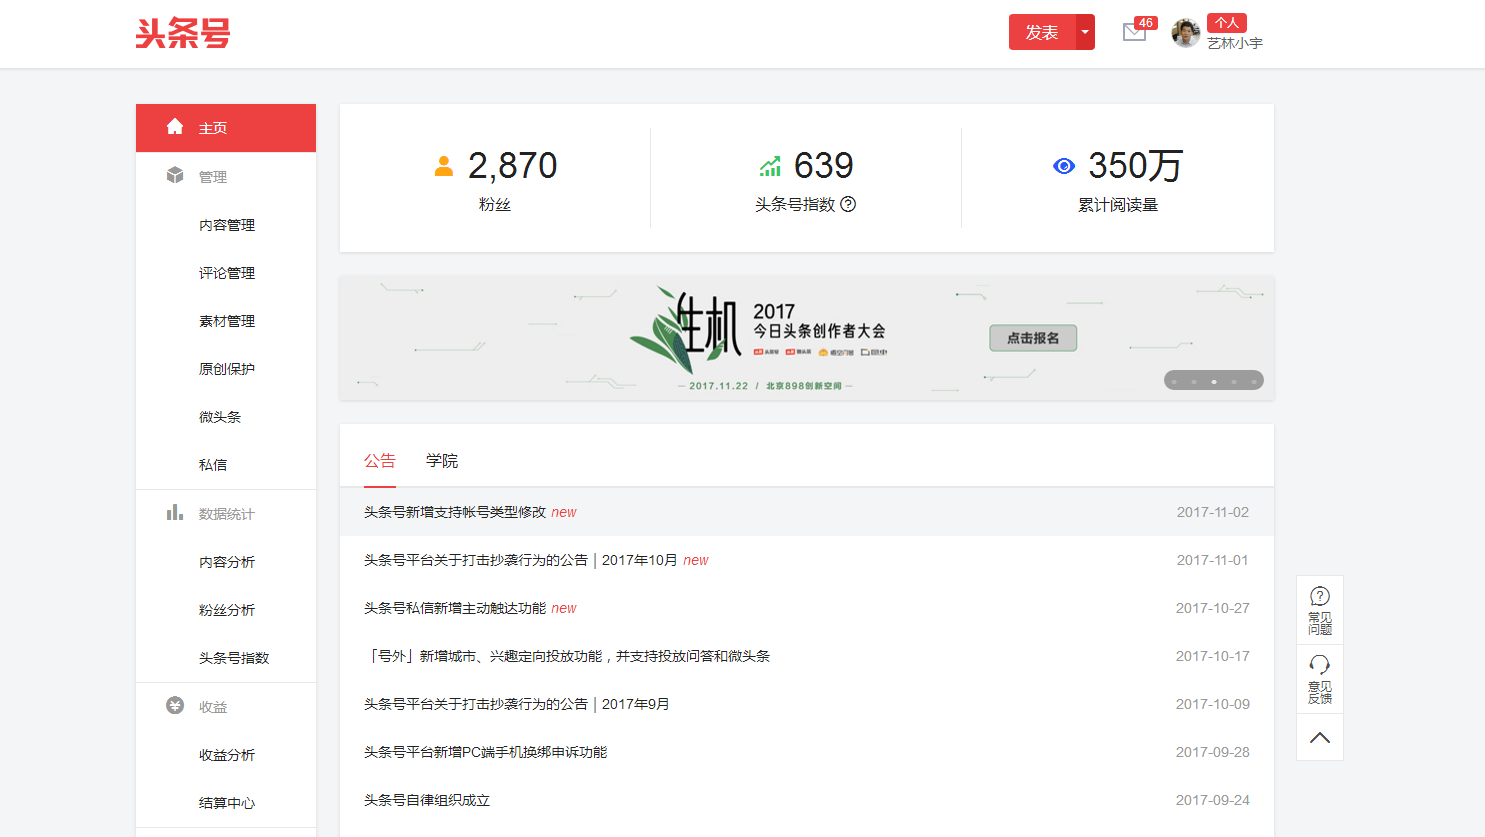 头条号
发表
46
个人
艺林小宇
主页
管理
内容管理
评论管理
素材管理
原创保护
微头条
私信
数据统计
内容分析
粉丝分析
头条号指数
收益
收益分析
结算中心
2,870
粉丝
639
头条号指数
350万
累计阅读量
生机
2017
今日头条创作者大会
点击报名
2017.11.22 / 北京898创新空间
公告 学院
头条号新增支持帐号类型修改 new 2017-11-02
头条号平台关于打击抄袭行为的公告 | 2017年10月 new 2017-11-01
头条号私信新增主动触达功能 new 2017-10-27
「号外」新增城市、兴趣定向投放功能，并支持投放问答和微头条 2017-10-17
头条号平台关于打击抄袭行为的公告 | 2017年9月 2017-10-09
头条号平台新增PC端手机换绑申诉功能 2017-09-28
头条号自律组织成立 2017-09-24
常见
问题
意见
反馈